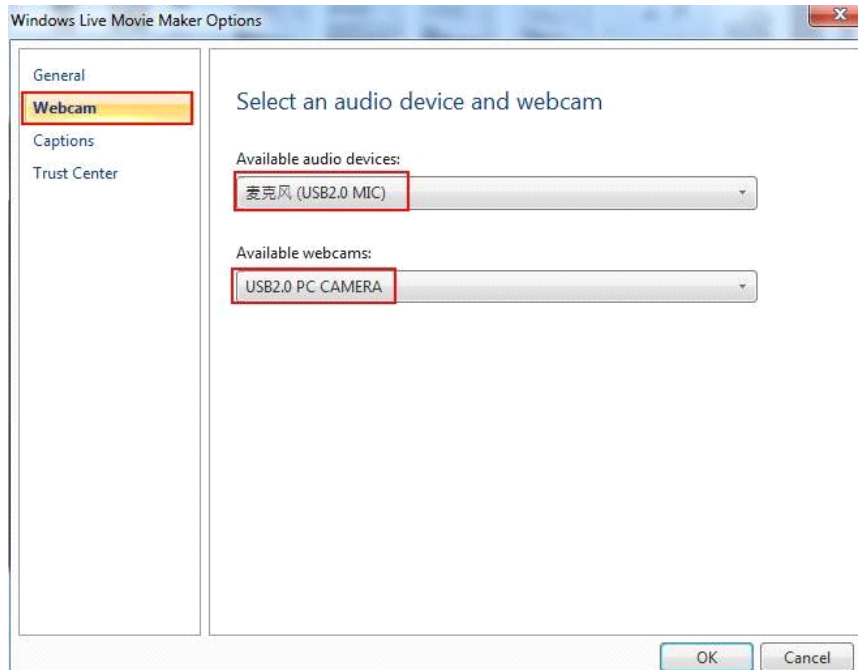 Windows Live Movie Maker Options
General
Webcam
Captions
Trust Center
Select an audio device and webcam
Available audio devices:
麦克风 (USB2.0 MIC)
Available webcams:
USB2.0 PC CAMERA
OK
Cancel